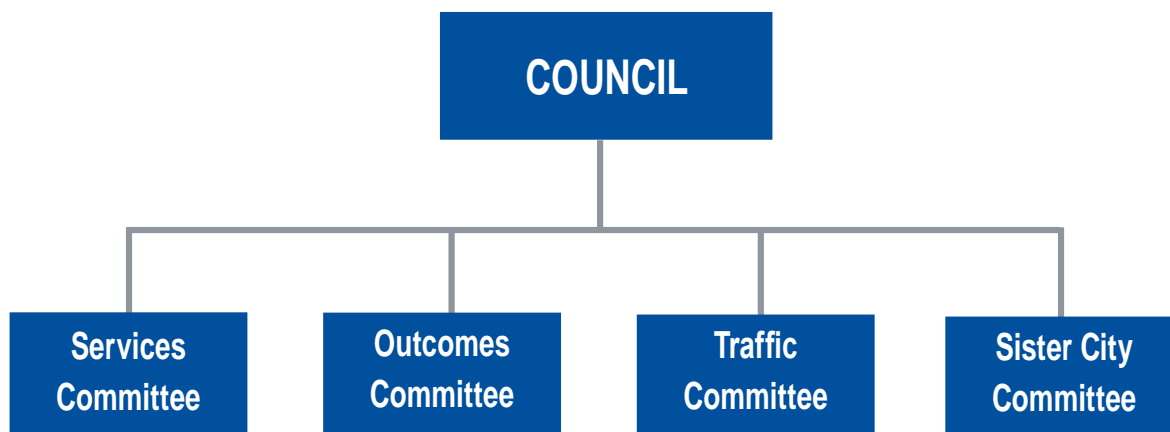 COUNCIL
Services
Committee
Outcomes
Committee
Traffic
Committee
Sister City
Committee